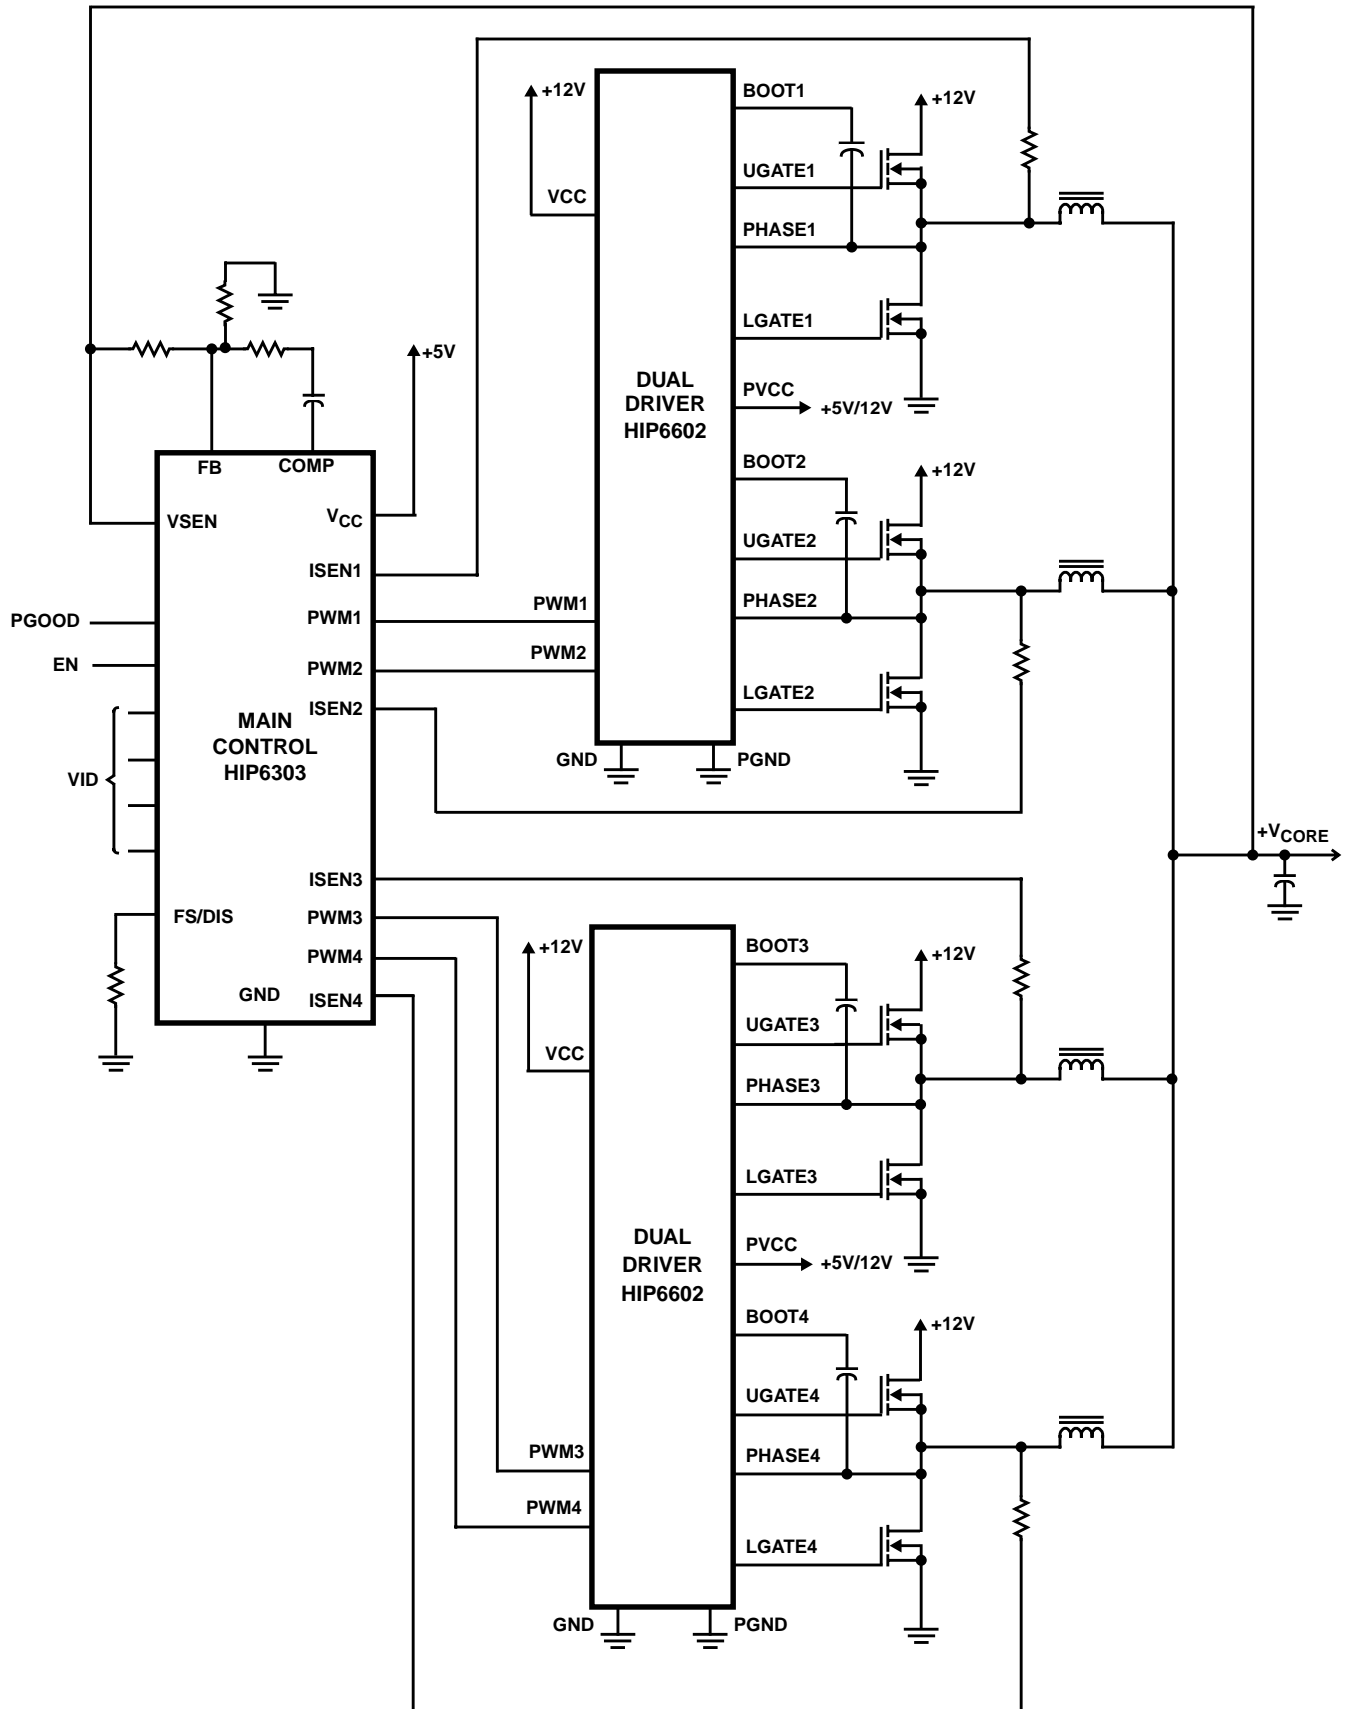 +12V
VCC
DUAL
DRIVER
HIP6602
BOOT1
+12V
UGATE1
PHASE1
LGATE1
PVCC
+5V/12V
BOOT2
+12V
UGATE2
PHASE2
LGATE2
PWM1
PWM2
GND
PGND
+5V
FB
COMP
VSEN
VCC
ISEN1
PWM1
PWM2
ISEN2
PGOOD
EN
VID
MAIN
CONTROL
HIP6303
ISEN3
PWM3
PWM4
ISEN4
FS/DIS
GND
+VCORE
+12V
VCC
DUAL
DRIVER
HIP6602
BOOT3
+12V
UGATE3
PHASE3
LGATE3
PVCC
+5V/12V
BOOT4
+12V
UGATE4
PHASE4
LGATE4
PWM3
PWM4
GND
PGND